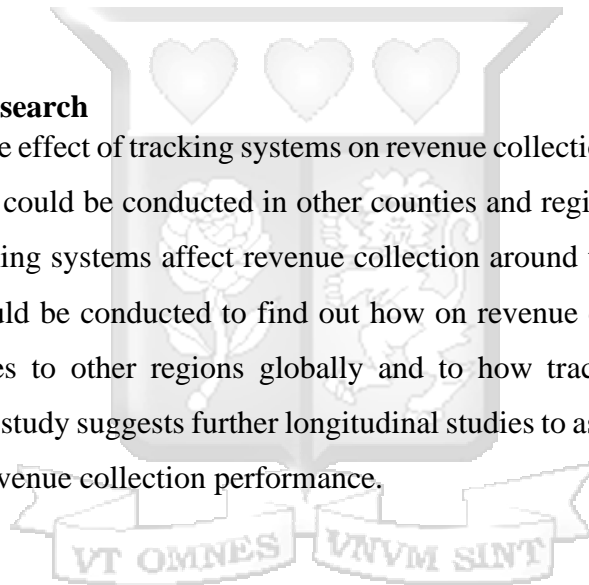 search
e effect of tracking systems on revenue collectio
could be conducted in other counties and regi
ing systems affect revenue collection around
ld be conducted to find out how on revenue
es to other regions globally and to how trac
study suggests further longitudinal studies to as
venue collection performance.
VT OMNES VNVM SINT